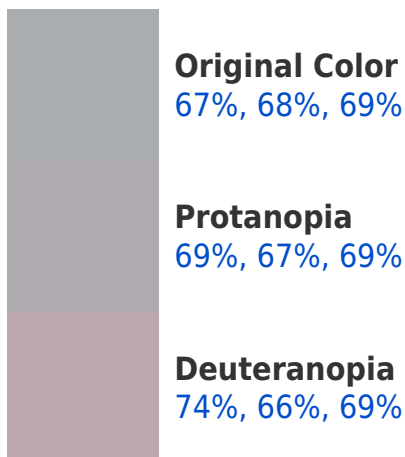 Original Color
67%, 68%, 69%
Protanopia
69%, 67%, 69%
Deuteranopia
74%, 66%, 69%